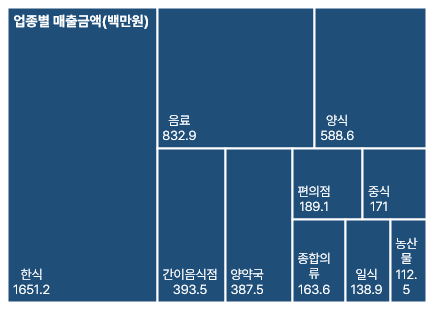 업종별 매출금액(백만원)
음료
832.9
양식
588.6
편의점
189.1
중식
171
한식
1651.2
간이음식점
393.5
양약국
387.5
종합의
류
163.6
일식
138.9
농산
물
112.
5